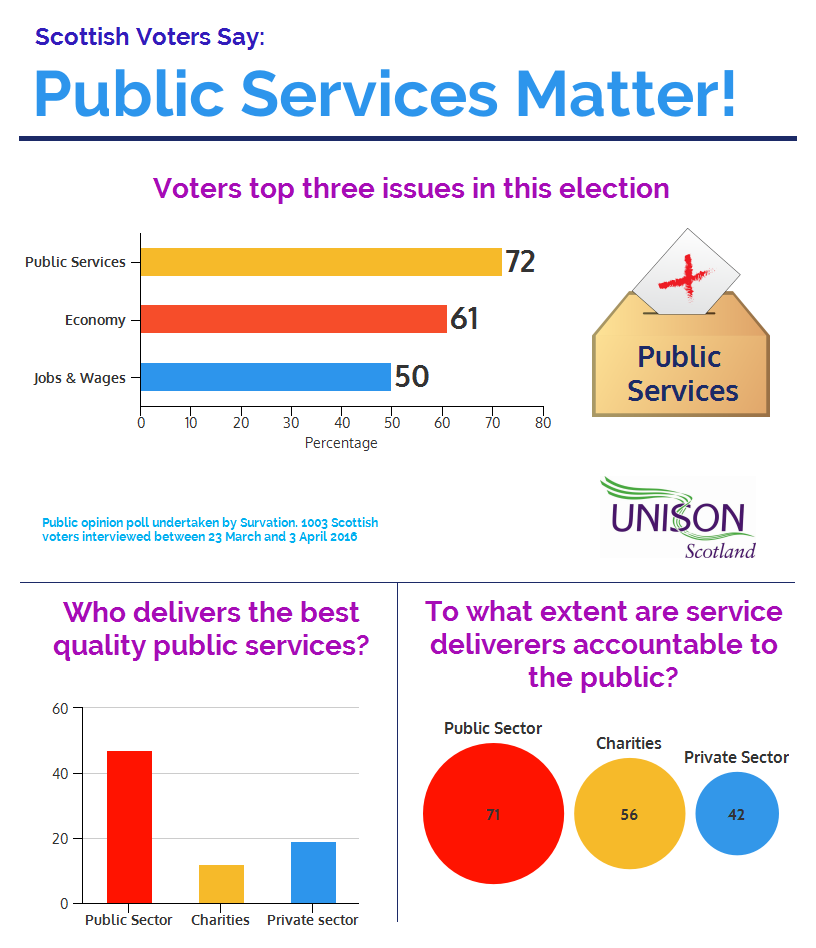 Scottish Voters Say:
Public Services Matter!
Voters top three issues in this election
Public Services
72
Economy
61
Jobs & Wages
50
0 10 20 30 40 50 60 70 80
Percentage
Public
Services
Public opinion poll undertaken by Survation, 1003 Scottish
voters interviewed between 23 March and 3 April 2016
UNISON
Scotland
Who delivers the best
quality public services?
60
40
20
0
Public Sector Charities Private sector
To what extent are service
deliverers accountable to
the public?
Public Sector
Charities
Private Sector
71 56 42